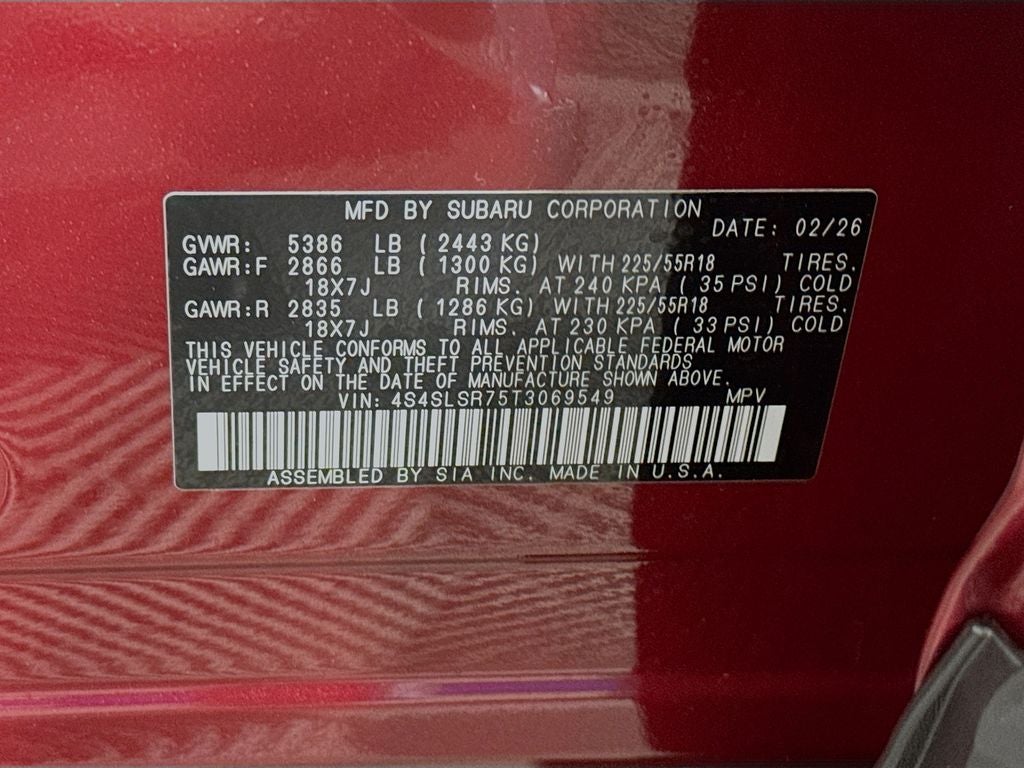 MFD BY SUBARU CORPORATION
DATE: 02/26
GVWR: 5386 LB ( 2443 KG)
GAWR:F 2866 LB ( 1300 KG) WITH 225/55R18 TIRES.
18X7J RIMS. AT 240 KPA ( 35 PSI) COLD
GAWR:R 2835 LB ( 1286 KG) WITH 225/55R18 TIRES.
18X7J RIMS. AT 230 KPA ( 33 PSI) COLD
THIS VEHICLE CONFORMS TO ALL APPLICABLE FEDERAL MOTOR
VEHICLE SAFETY AND THEFT PREVENTION STANDARDS
IN EFFECT ON THE DATE OF MANUFACTURE SHOWN ABOVE.
VIN: 4S4SLSR75T3069549 MPV
ASSEMBLED BY SIA INC. MADE IN U.S.A.